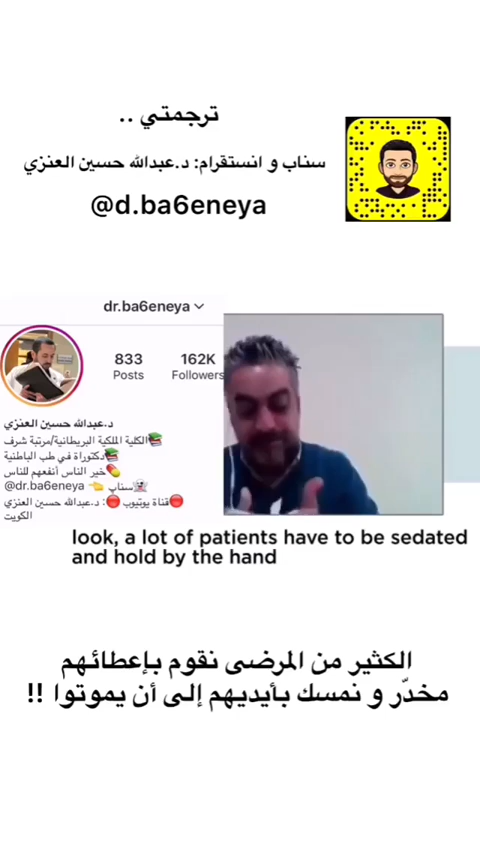 ترجمتي ..
سناب و انستقرام: د.عبدالله حسين العنزي
@d.ba6eneya
dr.ba6eneya
833
Posts
162K
Followers
د.عبدالله حسين العنزي
📚الكلية الملكية البريطانية/مرتبة شرف
📚دكتوراة في طب الباطنية
💊خير الناس أنفعهم للناس
👻سناب 👈 @dr.ba6eneya
🔴قناة يوتيوب🔴: د.عبدالله حسين العنزي
الكويت
look, a lot of patients have to be sedated
and hold by the hand
الكثير من المرضى نقوم بإعطائهم
مخدّر و نمسك بأيديهم إلى أن يموتوا !!